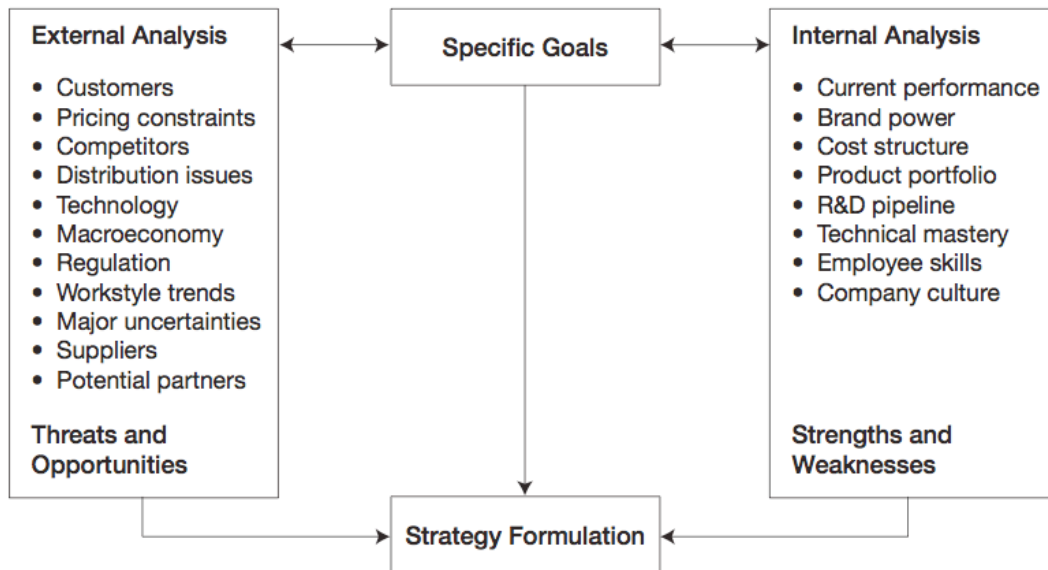 External Analysis
• Customers
• Pricing constraints
• Competitors
• Distribution issues
• Technology
• Macroeconomy
• Regulation
• Workstyle trends
• Major uncertainties
• Suppliers
• Potential partners
Threats and
Opportunities
Specific Goals
Internal Analysis
• Current performance
• Brand power
• Cost structure
• Product portfolio
• R&D pipeline
• Technical mastery
• Employee skills
• Company culture
Strengths and
Weaknesses
Strategy Formulation